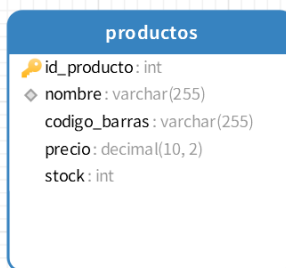 productos
id_producto : int
nombre : varchar(255)
codigo_barras : varchar(255)
precio : decimal(10, 2)
stock : int